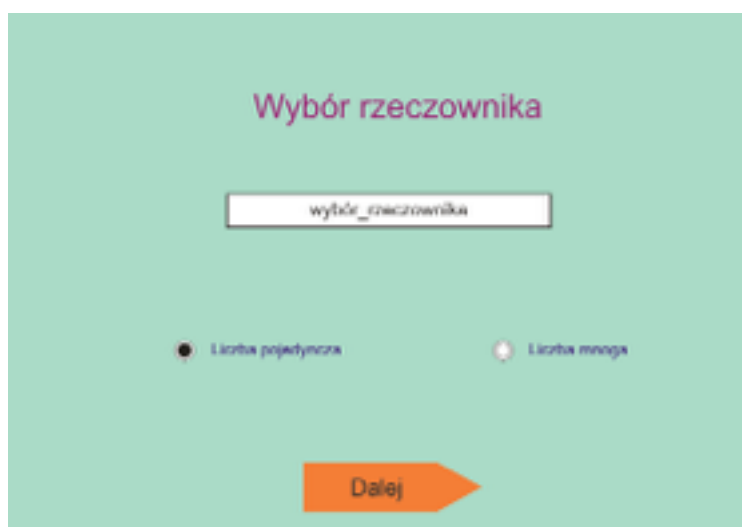 Wybór rzeczownika
wybór_rzeczownika
Liczba pojedyncza
Liczba mnoga
Dalej